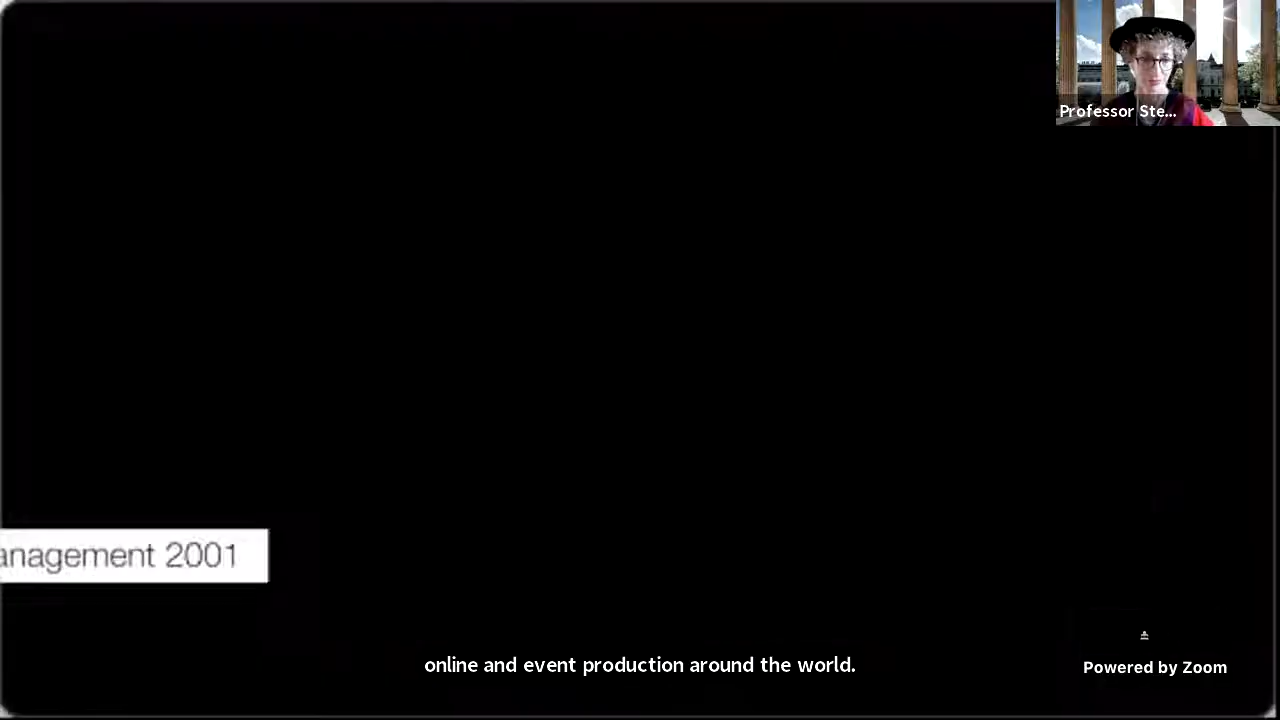 Professor Ste...
anagement 2001
online and event production around the world.
Powered by Zoom